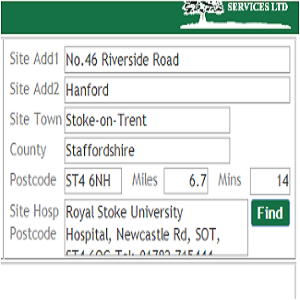 SERVICES LTD
Site Add1 No.46 Riverside Road
Site Add2 Hanford
Site Town Stoke-on-Trent
County Staffordshire
Postcode ST4 6NH Miles 6.7 Mins 14
Site Hosp Postcode Royal Stoke University Find
Hospital, Newcastle Rd, SOT,